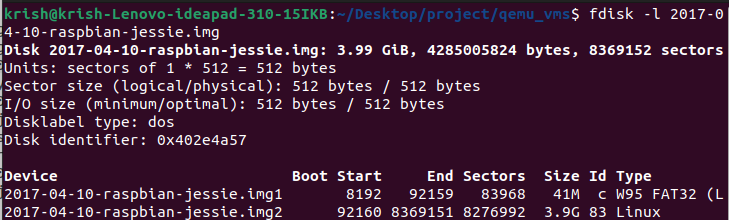 krish@krish-Lenovo-ideapad-310-15IKB:~/Desktop/project/qemu_vms$ fdisk -l 2017-0
4-10-raspbian-jessie.img
Disk 2017-04-10-raspbian-jessie.img: 3.99 GiB, 4285005824 bytes, 8369152 sectors
Units: sectors of 1 * 512 = 512 bytes
Sector size (logical/physical): 512 bytes / 512 bytes
I/O size (minimum/optimal): 512 bytes / 512 bytes
Disklabel type: dos
Disk identifier: 0x402e4a57
Device Boot Start End Sectors Size Id Type
2017-04-10-raspbian-jessie.img1 8192 92159 83968 41M c W95 FAT32 (L
2017-04-10-raspbian-jessie.img2 92160 8369151 8276992 3.9G 83 Linux